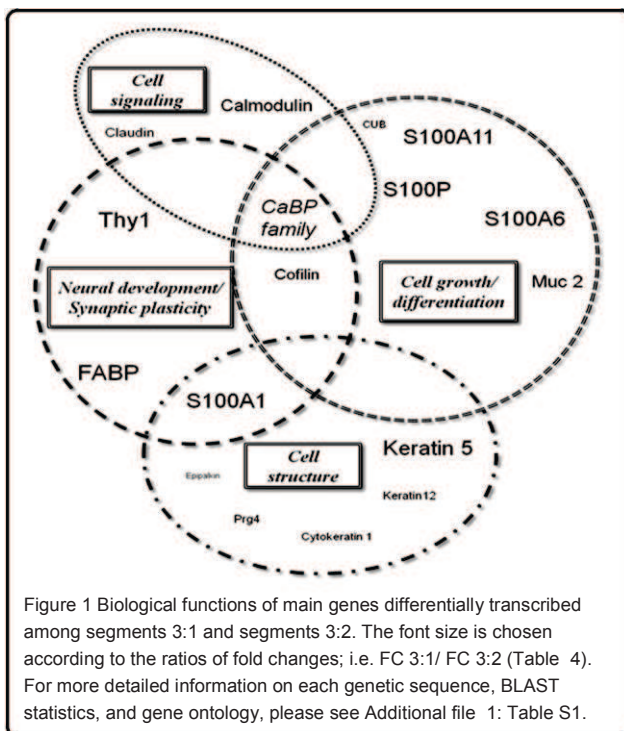 Cell
signaling
Calmodulin
Claudin
CUB
S100A11
S100P
Thy1
CaBP
family
S100A6
Neural development/
Synaptic plasticity
Cofilin
Cell growth/
differentiation
Muc 2
FABP
S100A1
Cell
structure
Keratin 5
Eppakin
Keratin12
Prg4
Cytokeratin 1
Figure 1 Biological functions of main genes differentially transcribed
among segments 3:1 and segments 3:2. The font size is chosen
according to the ratios of fold changes; i.e. FC 3:1/ FC 3:2 (Table 4).
For more detailed information on each genetic sequence, BLAST
statistics, and gene ontology, please see Additional file 1: Table S1.